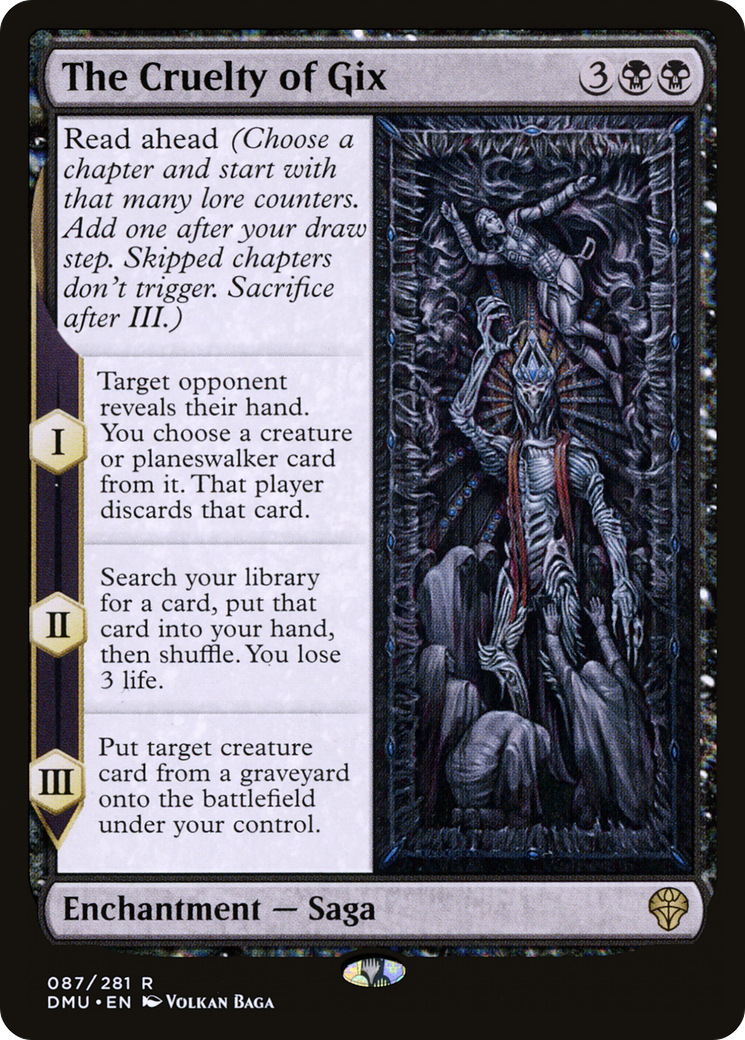 The Cruelty of Gix 3
Read ahead (Choose a
chapter and start with
that many lore counters.
Add one after your draw
step. Skipped chapters
don't trigger. Sacrifice
after III.)
I
Target opponent
reveals their hand.
You choose a creature
or planeswalker card
from it. That player
discards that card.
II
Search your library
for a card, put that
card into your hand,
then shuffle. You lose
3 life.
III
Put target creature
card from a graveyard
onto the battlefield
under your control.
Enchantment — Saga
087/281 R
DMU • EN VOLKAN BAGA